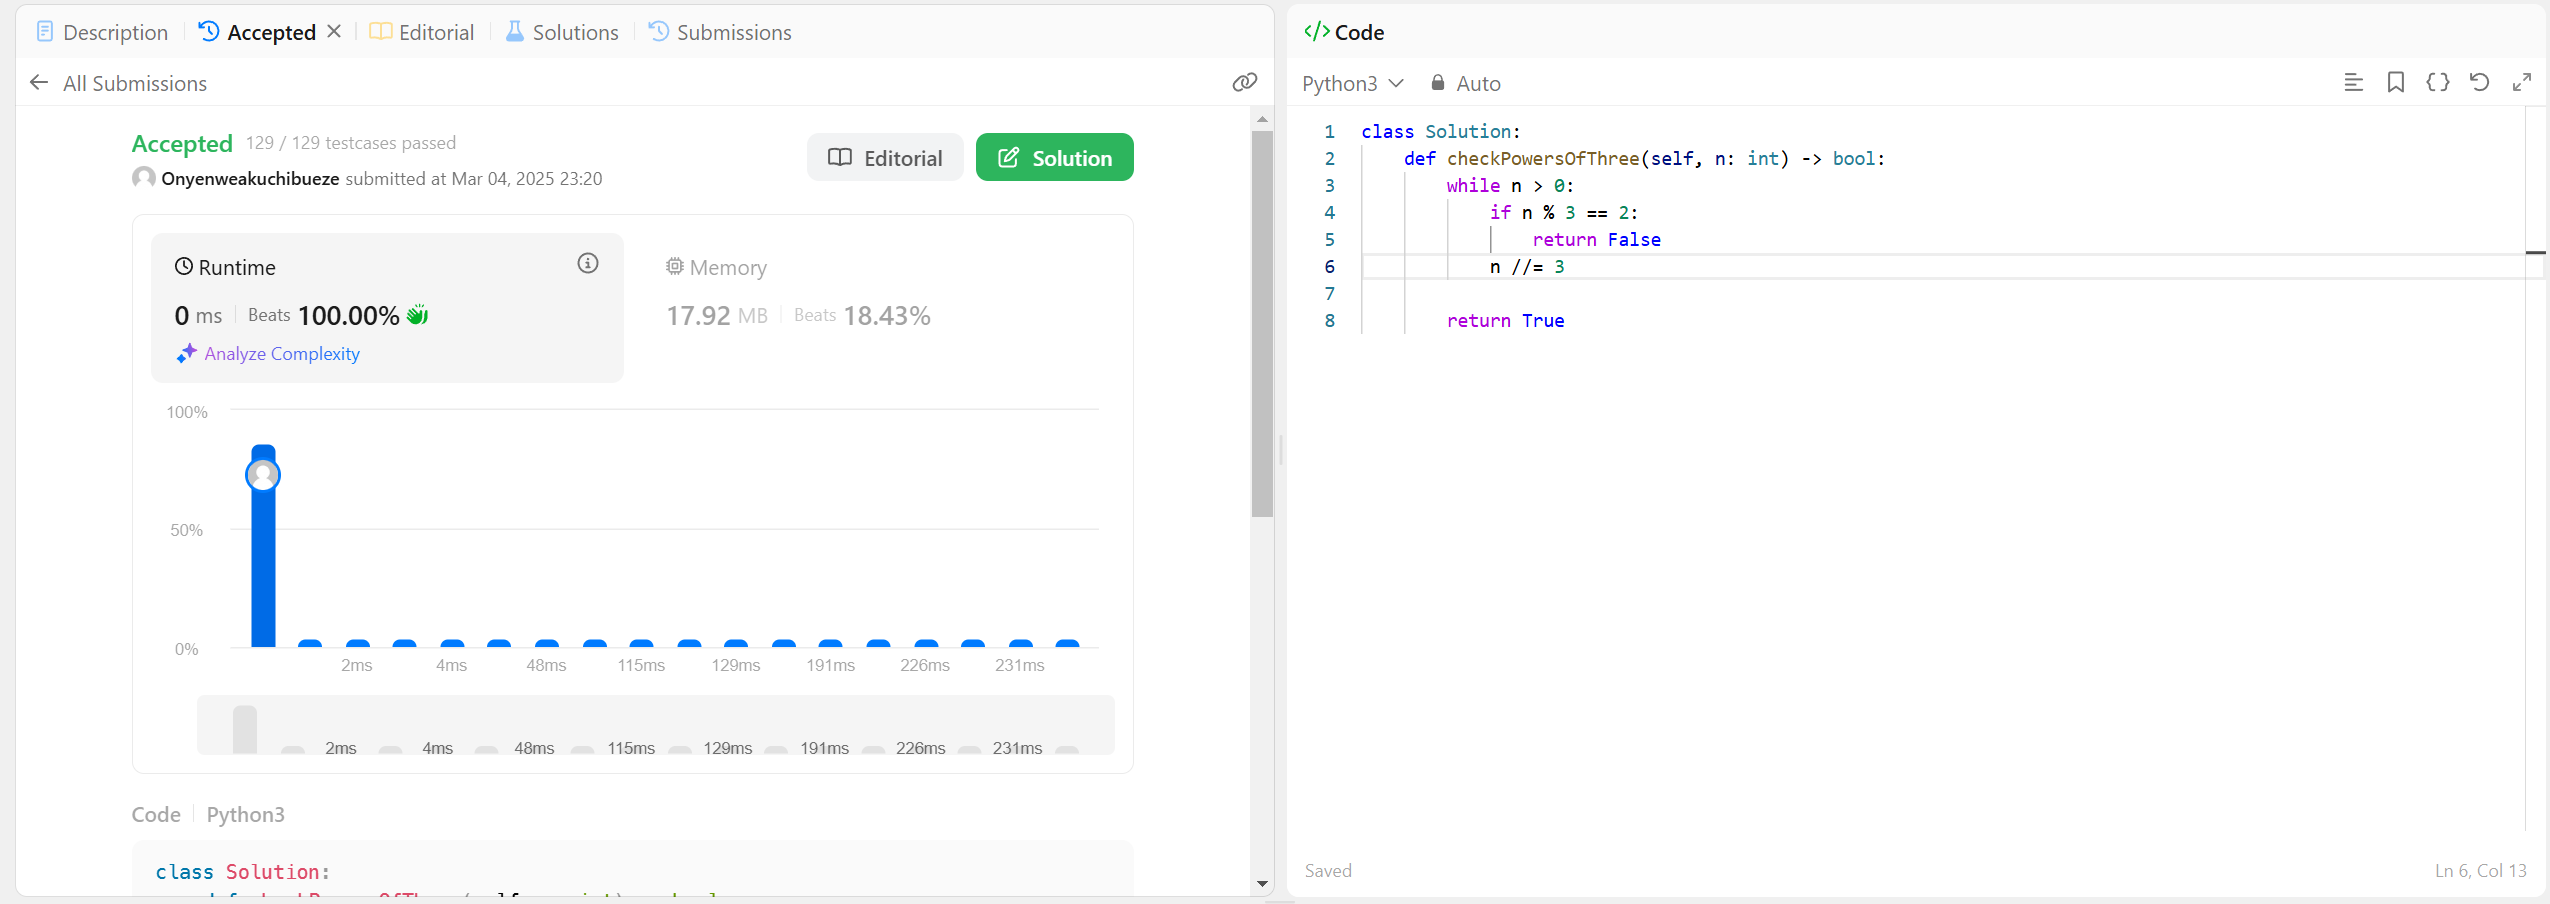 Description
Accepted
Editorial
Solutions
Submissions
All Submissions
Accepted 129 / 129 testcases passed
Onyenweakuchibueze submitted at Mar 04, 2025 23:20
Editorial
Solution
Runtime
0 ms Beats 100.00%
Analyze Complexity
Memory
17.92 MB Beats 18.43%
100%
50%
0%
2ms 4ms 48ms 115ms 129ms 191ms 226ms 231ms
2ms 4ms 48ms 115ms 129ms 191ms 226ms 231ms
Code Python3
class Solution:
</> Code
Python3 Auto
1 class Solution:
2 def checkPowersOfThree(self, n: int) -> bool:
3 while n > 0:
4 if n % 3 == 2:
5 return False
6 n //= 3
7
8 return True
Saved
Ln 6, Col 13